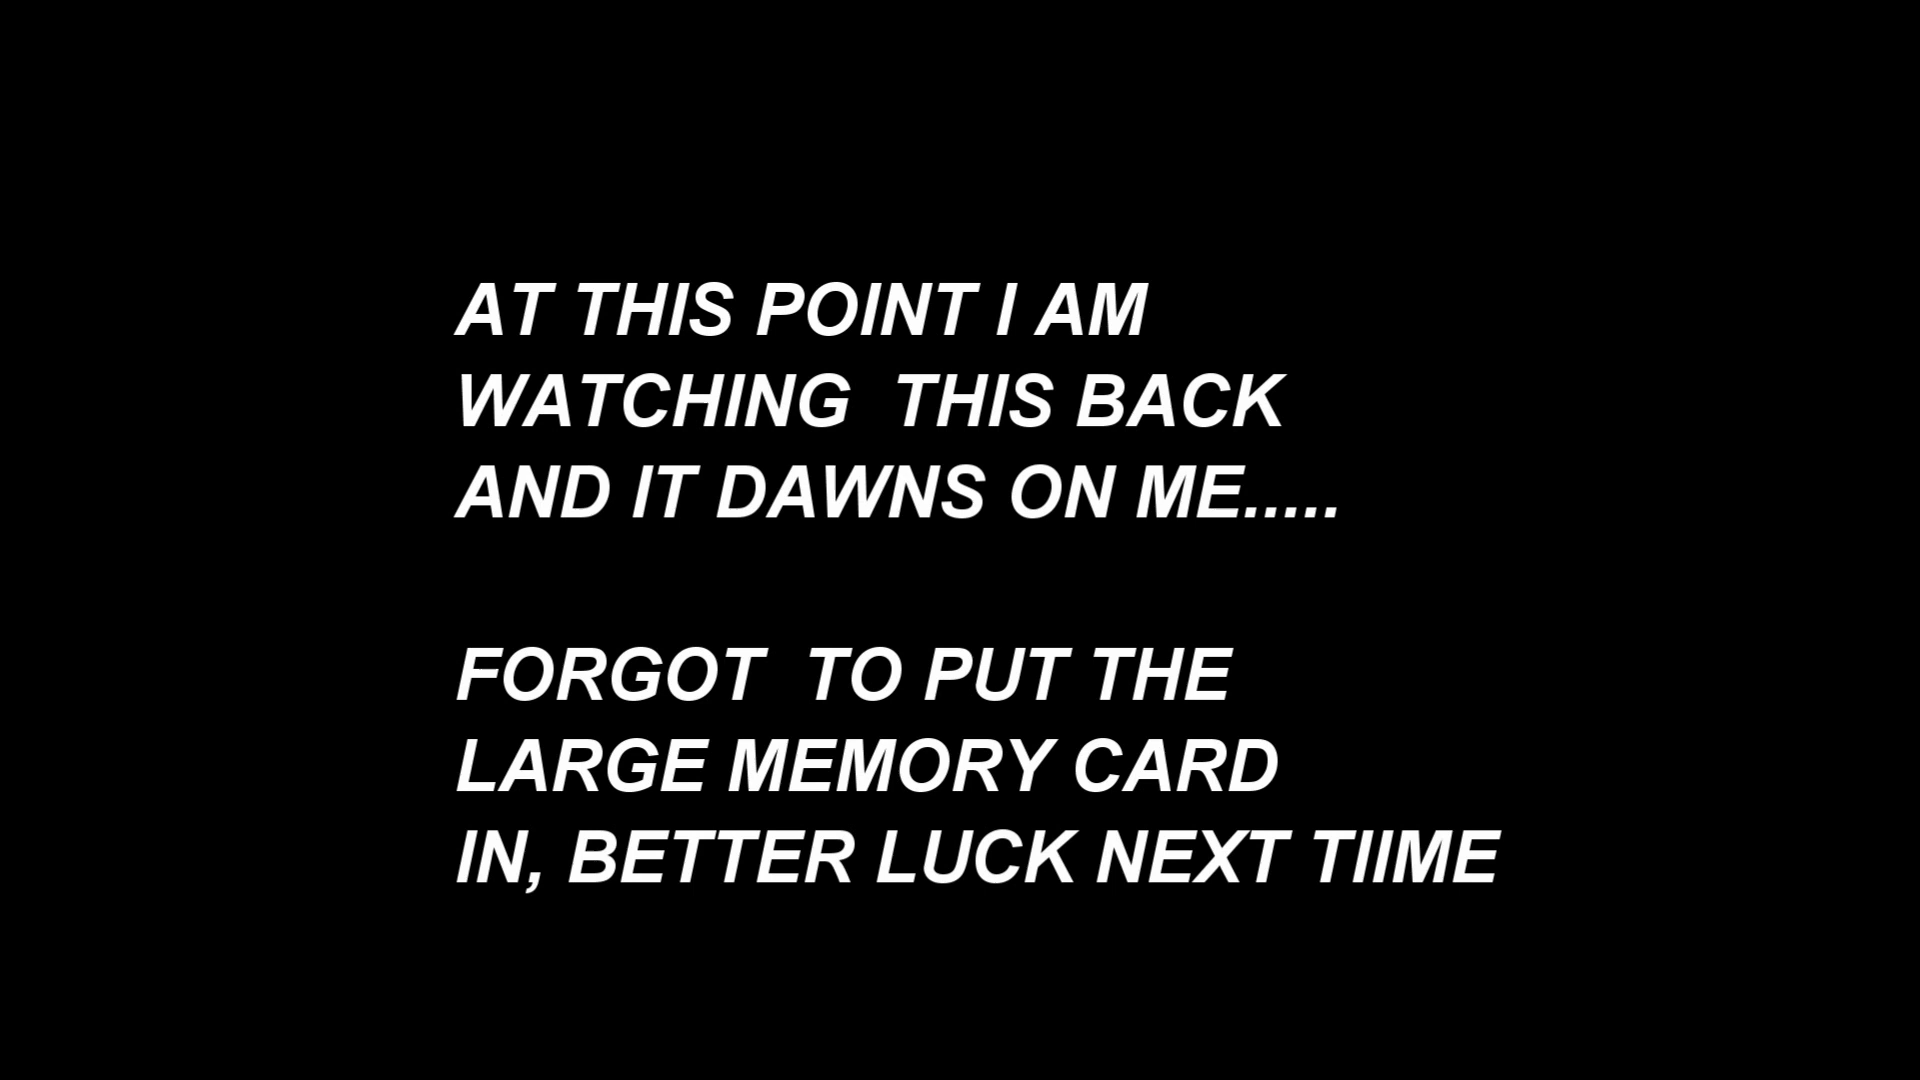 AT THIS POINT I AM
WATCHING  THIS BACK
AND IT DAWNS ON ME.....
FORGOT  TO PUT THE
LARGE MEMORY CARD
IN, BETTER LUCK NEXT TIIME